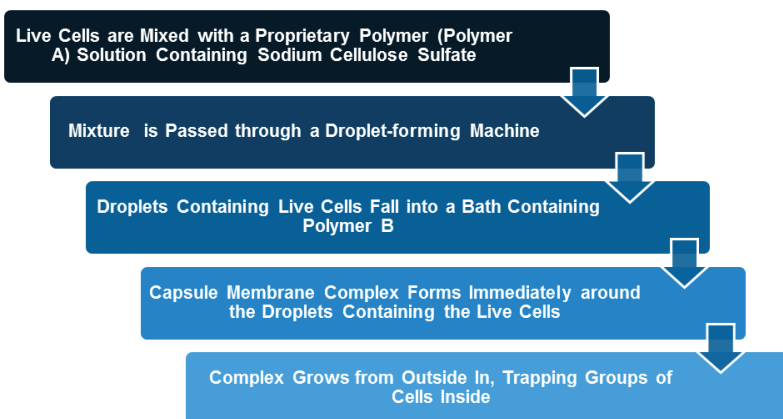 Live Cells are Mixed with a Proprietary Polymer (Polymer
A) Solution Containing Sodium Cellulose Sulfate
Mixture is Passed through a Droplet-forming Machine
Droplets Containing Live Cells Fall into a Bath Containing
Polymer B
Capsule Membrane Complex Forms Immediately around
the Droplets Containing the Live Cells
Complex Grows from Outside In, Trapping Groups of
Cells Inside